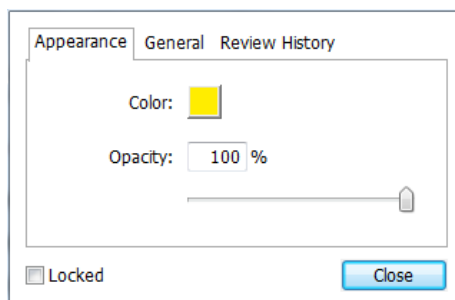 Appearance General Review History
Color:
Opacity: 100 %
Locked Close